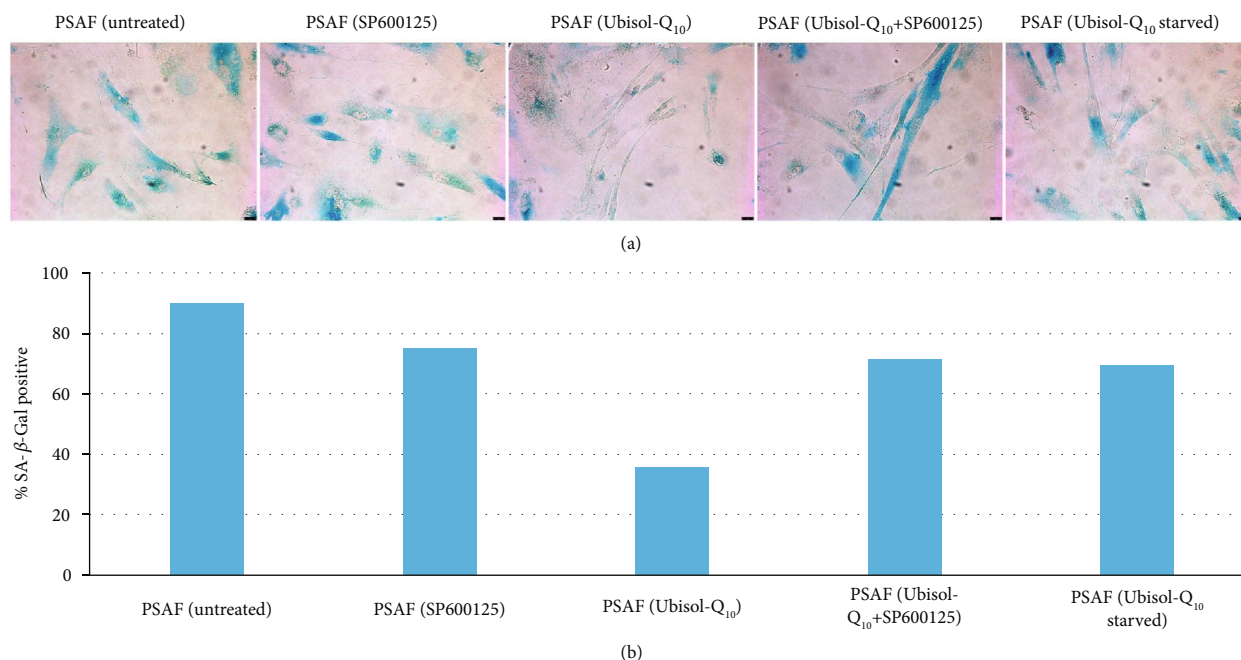 PSAF (untreated)
PSAF (SP600125)
PSAF (Ubisol-Q10)
PSAF (Ubisol-Q10+SP600125)
PSAF (Ubisol-Q10 starved)
(a)
100
80
60
40
20
0
% SA-β-Gal positive
PSAF (untreated)
PSAF (SP600125)
PSAF (Ubisol-Q10)
PSAF (Ubisol-
Q10+SP600125)
PSAF (Ubisol-Q10
starved)
(b)